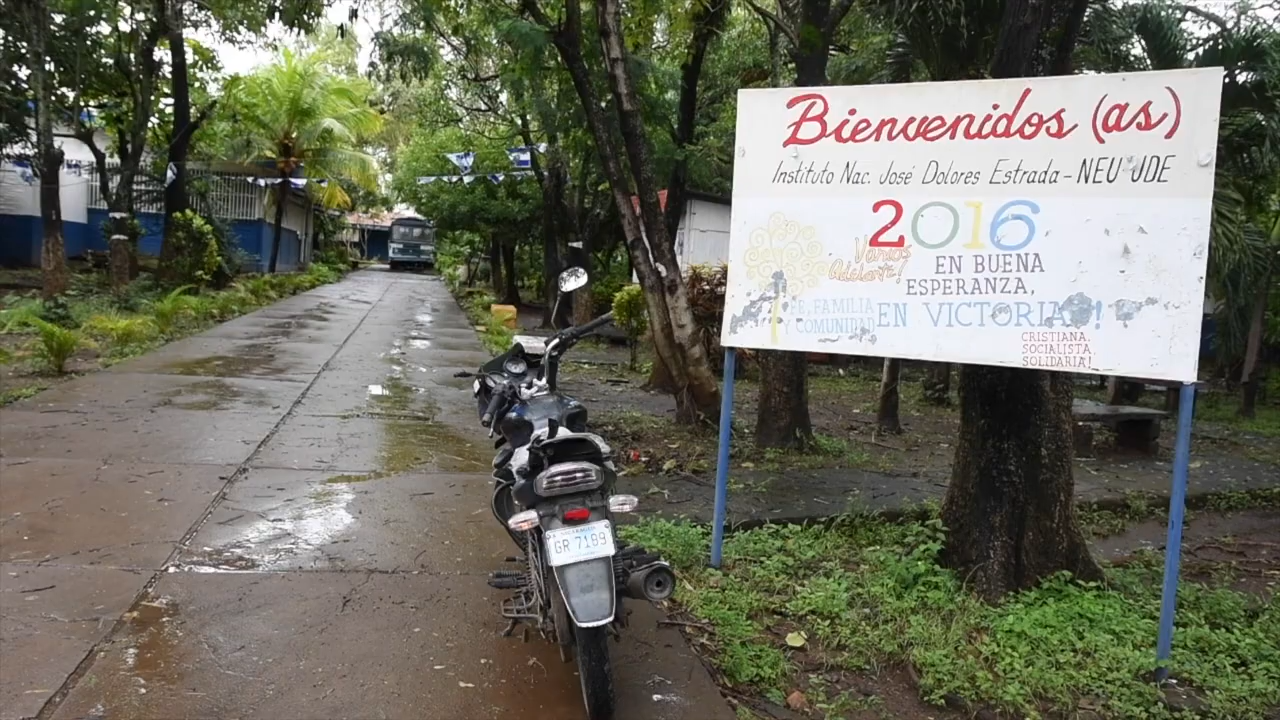 Bienvenidos (as)
Instituto Nac. José Dolores Estrada - NEU JDE
2016
Vamos
Adelante!
EN BUENA
ESPERANZA,
FE, FAMILIA
Y COMUNIDAD
EN VICTORIA !
CRISTIANA.
SOCIALISTA.
SOLIDARIA!
GR 7189